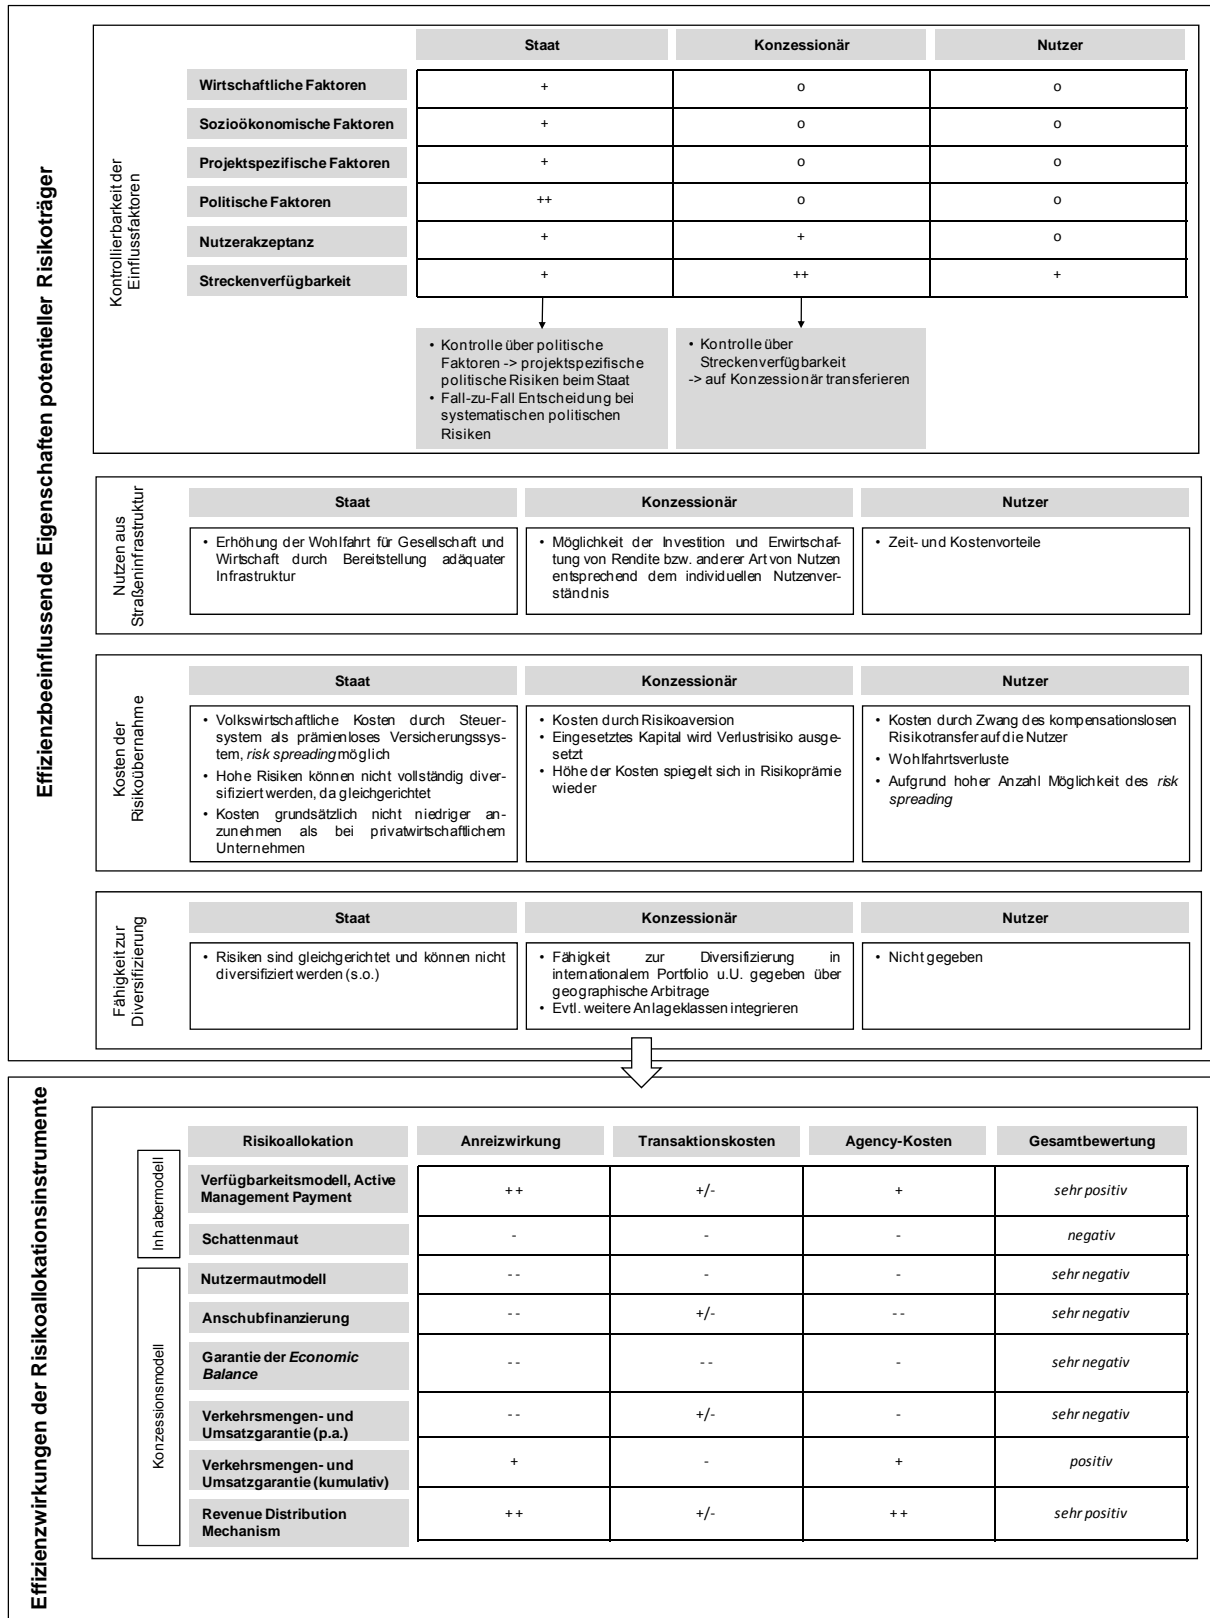 Effizienzbeeinflussende Eigenschaften potentieller Risikoträger
Kontrollierbarkeit der
Einflussfaktoren
Staat Konzessionär Nutzer
Wirtschaftliche Faktoren + o o
Sozioökonomische Faktoren + o o
Projektspezifische Faktoren + o o
Politische Faktoren ++ o o
Nutzerakzeptanz + + o
Streckenverfügbarkeit + ++ +
• Kontrolle über politische
Faktoren -> projektspezifische
politische Risiken beim Staat
• Fall-zu-Fall Entscheidung bei
systematischen politischen
Risiken
• Kontrolle über
Streckenverfügbarkeit
-> auf Konzessionär transferieren
Nutzen aus
Straßeninfrastruktur
Staat Konzessionär Nutzer
• Erhöhung der Wohlfahrt für Gesellschaft und
Wirtschaft durch Bereitstellung adäquater
Infrastruktur
• Möglichkeit der Investition und Erwirtschaf-
tung von Rendite bzw. anderer Art von Nutzen
entsprechend dem individuellen Nutzenver-
ständnis
• Zeit- und Kostenvorteile
Kosten der
Risikoübernahme
Staat Konzessionär Nutzer
• Volkswirtschaftliche Kosten durch Steuer-
system als prämienloses Versicherungssys-
tem, risk spreading möglich
• Hohe Risiken können nicht vollständig diver-
sifiziert werden, da gleichgerichtet
• Kosten grundsätzlich nicht niedriger an-
zunehmen als bei privatwirtschaftlichem
Unternehmen
• Kosten durch Risikoaversion
• Eingesetztes Kapital wird Verlustrisiko ausge-
setzt
• Höhe der Kosten spiegelt sich in Risikoprämie
wieder
• Kosten durch Zwang des kompensationslosen
Risikotransfer auf die Nutzer
• Wohlfahrtsverluste
• Aufgrund hoher Anzahl Möglichkeit des risk
spreading
Fähigkeit zur
Diversifizierung
Staat Konzessionär Nutzer
• Risiken sind gleichgerichtet und können nicht
diversifiziert werden (s.o.)
• Fähigkeit zur Diversifizierung in
internationalem Portfolio u.U. gegeben über
geographische Arbitrage
• Evtl. weitere Anlageklassen integrieren
• Nicht gegeben
Effizienzwirkungen der Risikoallokationsinstrumente
Risikoallokation Anreizwirkung Transaktionskosten Agency-Kosten Gesamtbewertung
Inhabermodell
Verfügbarkeitsmodell, Active
Management Payment ++ +/- + sehr positiv
Schattenmaut - - - negativ
Konzessionsmodell
Nutzermautmodell -- - - sehr negativ
Anschubfinanzierung -- +/- -- sehr negativ
Garantie der Economic
Balance -- -- - sehr negativ
Verkehrsmengen- und
Umsatzgarantie (p.a.) -- +/- - sehr negativ
Verkehrsmengen- und
Umsatzgarantie (kumulativ) + - + positiv
Revenue Distribution
Mechanism ++ +/- ++ sehr positiv